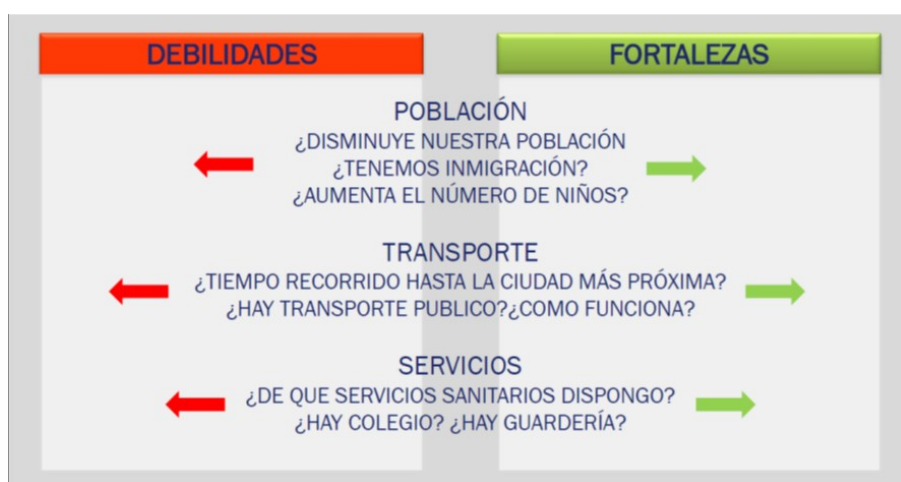 DEBILIDADES
FORTALEZAS
POBLACIÓN
¿DISMINUYE NUESTRA POBLACIÓN
¿TENEMOS INMIGRACIÓN?
¿AUMENTA EL NÚMERO DE NIÑOS?
TRANSPORTE
¿TIEMPO RECORRIDO HASTA LA CIUDAD MÁS PRÓXIMA?
¿HAY TRANSPORTE PUBLICO?¿COMO FUNCIONA?
SERVICIOS
¿DE QUE SERVICIOS SANITARIOS DISPONGO?
¿HAY COLEGIO? ¿HAY GUARDERÍA?